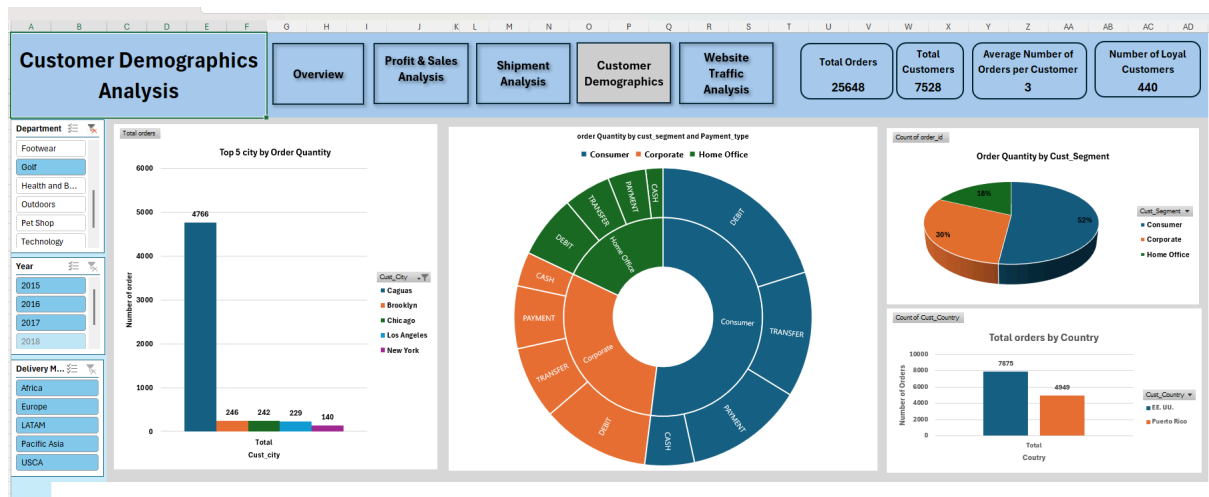 A B C D E F G H I J K L M N O P Q R S T U V W X Y Z AA AB AC AD
Customer Demographics
Analysis
Overview
Profit & Sales
Analysis
Shipment
Analysis
Customer
Demographics
Website
Traffic
Analysis
Total Orders
25648
Total
Customers
7528
Average Number of
Orders per Customer
3
Number of Loyal
Customers
440
Department
Footwear
Golf
Health and B...
Outdoors
Pet Shop
Technology
Year
2015
2016
2017
2018
Delivery M...
Africa
Europe
LATAM
Pacific Asia
USCA
Total orders
Top 5 city by Order Quantity
6000
5000
4000
3000
2000
1000
0
Number of order
4766
246
242
229
140
Total
Cust_city
Cust_City
Caguas
Brooklyn
Chicago
Los Angeles
New York
order Quantity by cust_segment and Payment_type
Consumer Corporate Home Office
Consumer
DEBIT
TRANSFER
PAYMENT
CASH
Corporate
DEBIT
TRANSFER
PAYMENT
CASH
Home Office
DEBIT
TRANSFER
PAYMENT
CASH
Count of order_id
Order Quantity by Cust_Segment
18%
52%
30%
Cust_Segment
Consumer
Corporate
Home Office
Count of Cust_Country
Total orders by Country
10000
8000
6000
4000
2000
0
Number of Orders
7875
4949
Total
Coutry
Cust_Country
EE. UU.
Puerto Rico